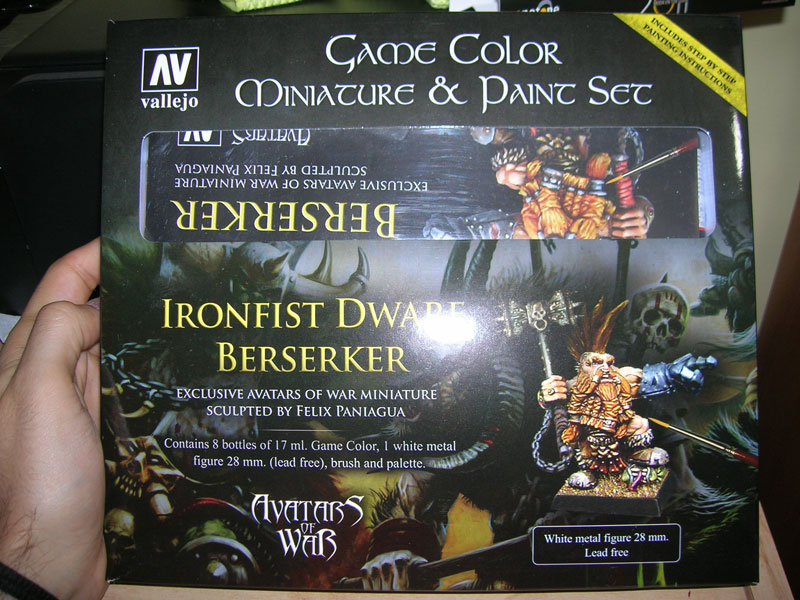 INCLUDES STEP BY STEP
PAINTING INSTRUCTIONS
AV
vallejo
Game Color
Miniature & Paint Set
AV
AVATARS
SCULPTED BY FELIX PANIAGUA
EXCLUSIVE AVATARS OF WAR MINIATURE
BERSERKER
IRONFIST DWARF
BERSERKER
EXCLUSIVE AVATARS OF WAR MINIATURE
SCULPTED BY FELIX PANIAGUA
Contains 8 bottles of 17 ml. Game Color, 1 white metal
figure 28 mm. (lead free), brush and palette.
AVATARS
OF
WAR
White metal figure 28 mm.
Lead free